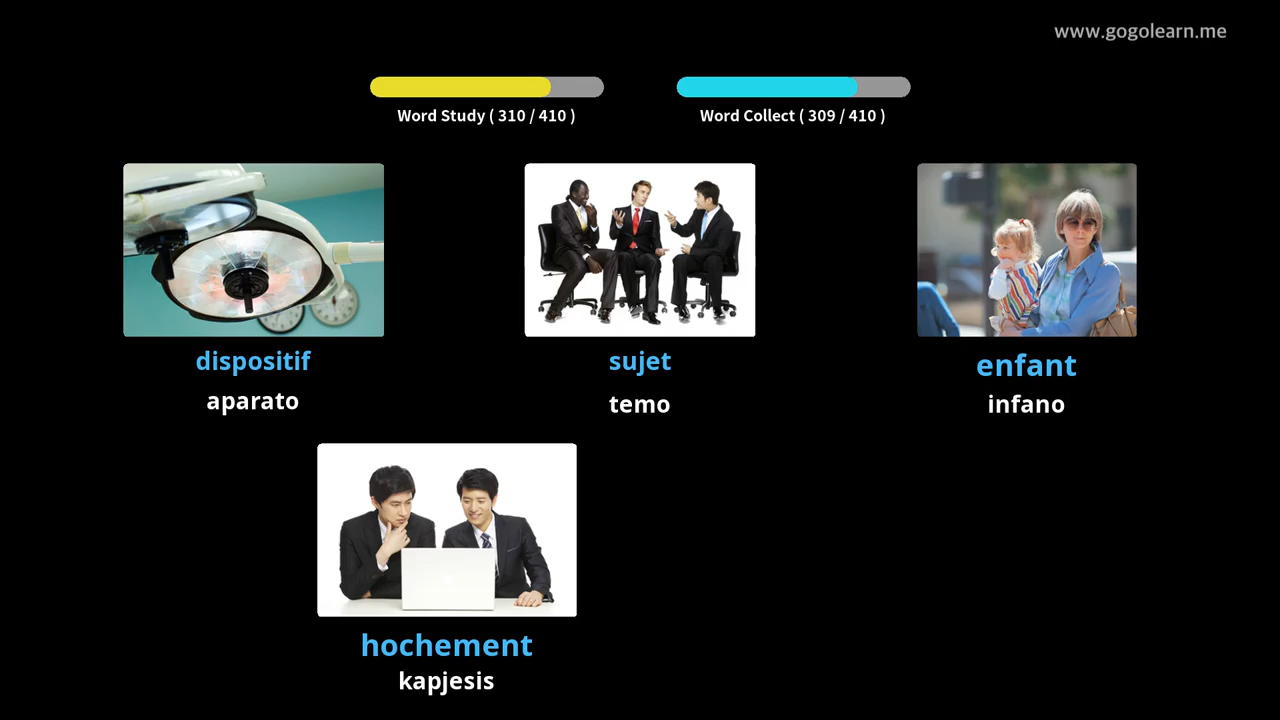 www.gogolearn.me
Word Study ( 310 / 410 )
Word Collect ( 309 / 410 )
dispositif
aparato
sujet
temo
enfant
infano
hochement
kapjesis